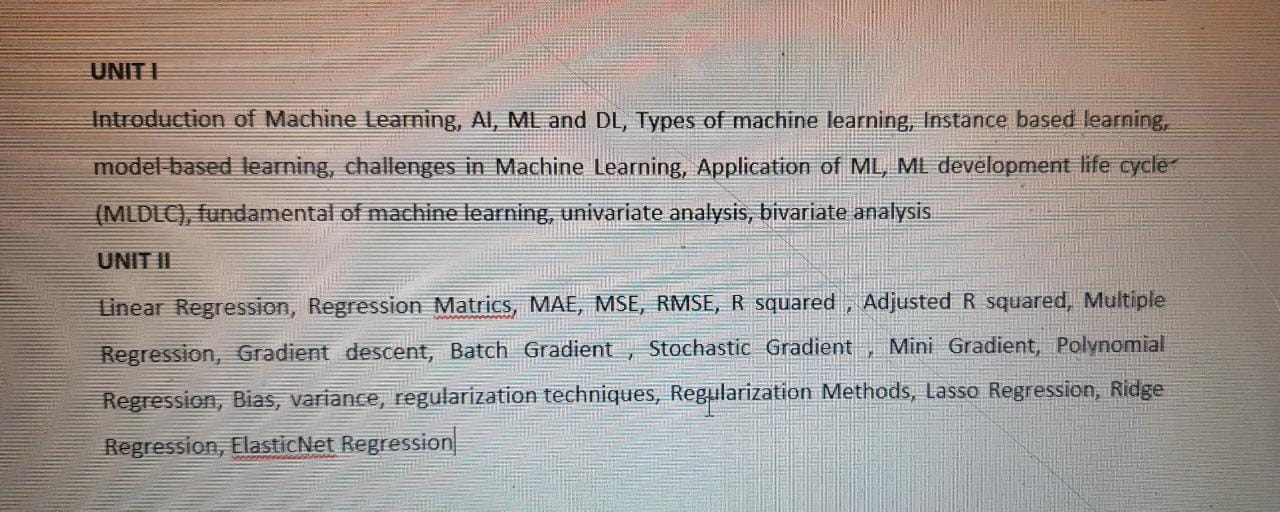 UNIT I
Introduction of Machine Learning, AI, ML and DL, Types of machine learning, Instance based learning,
model-based learning, challenges in Machine Learning, Application of ML, ML development life cycle
(MLDLC), fundamental of machine learning, univariate analysis, bivariate analysis
UNIT II
Linear Regression, Regression Matrics, MAE, MSE, RMSE, R squared , Adjusted R squared, Multiple
Regression, Gradient descent, Batch Gradient , Stochastic Gradient , Mini Gradient, Polynomial
Regression, Bias, variance, regularization techniques, Regularization Methods, Lasso Regression, Ridge
Regression, ElasticNet Regression